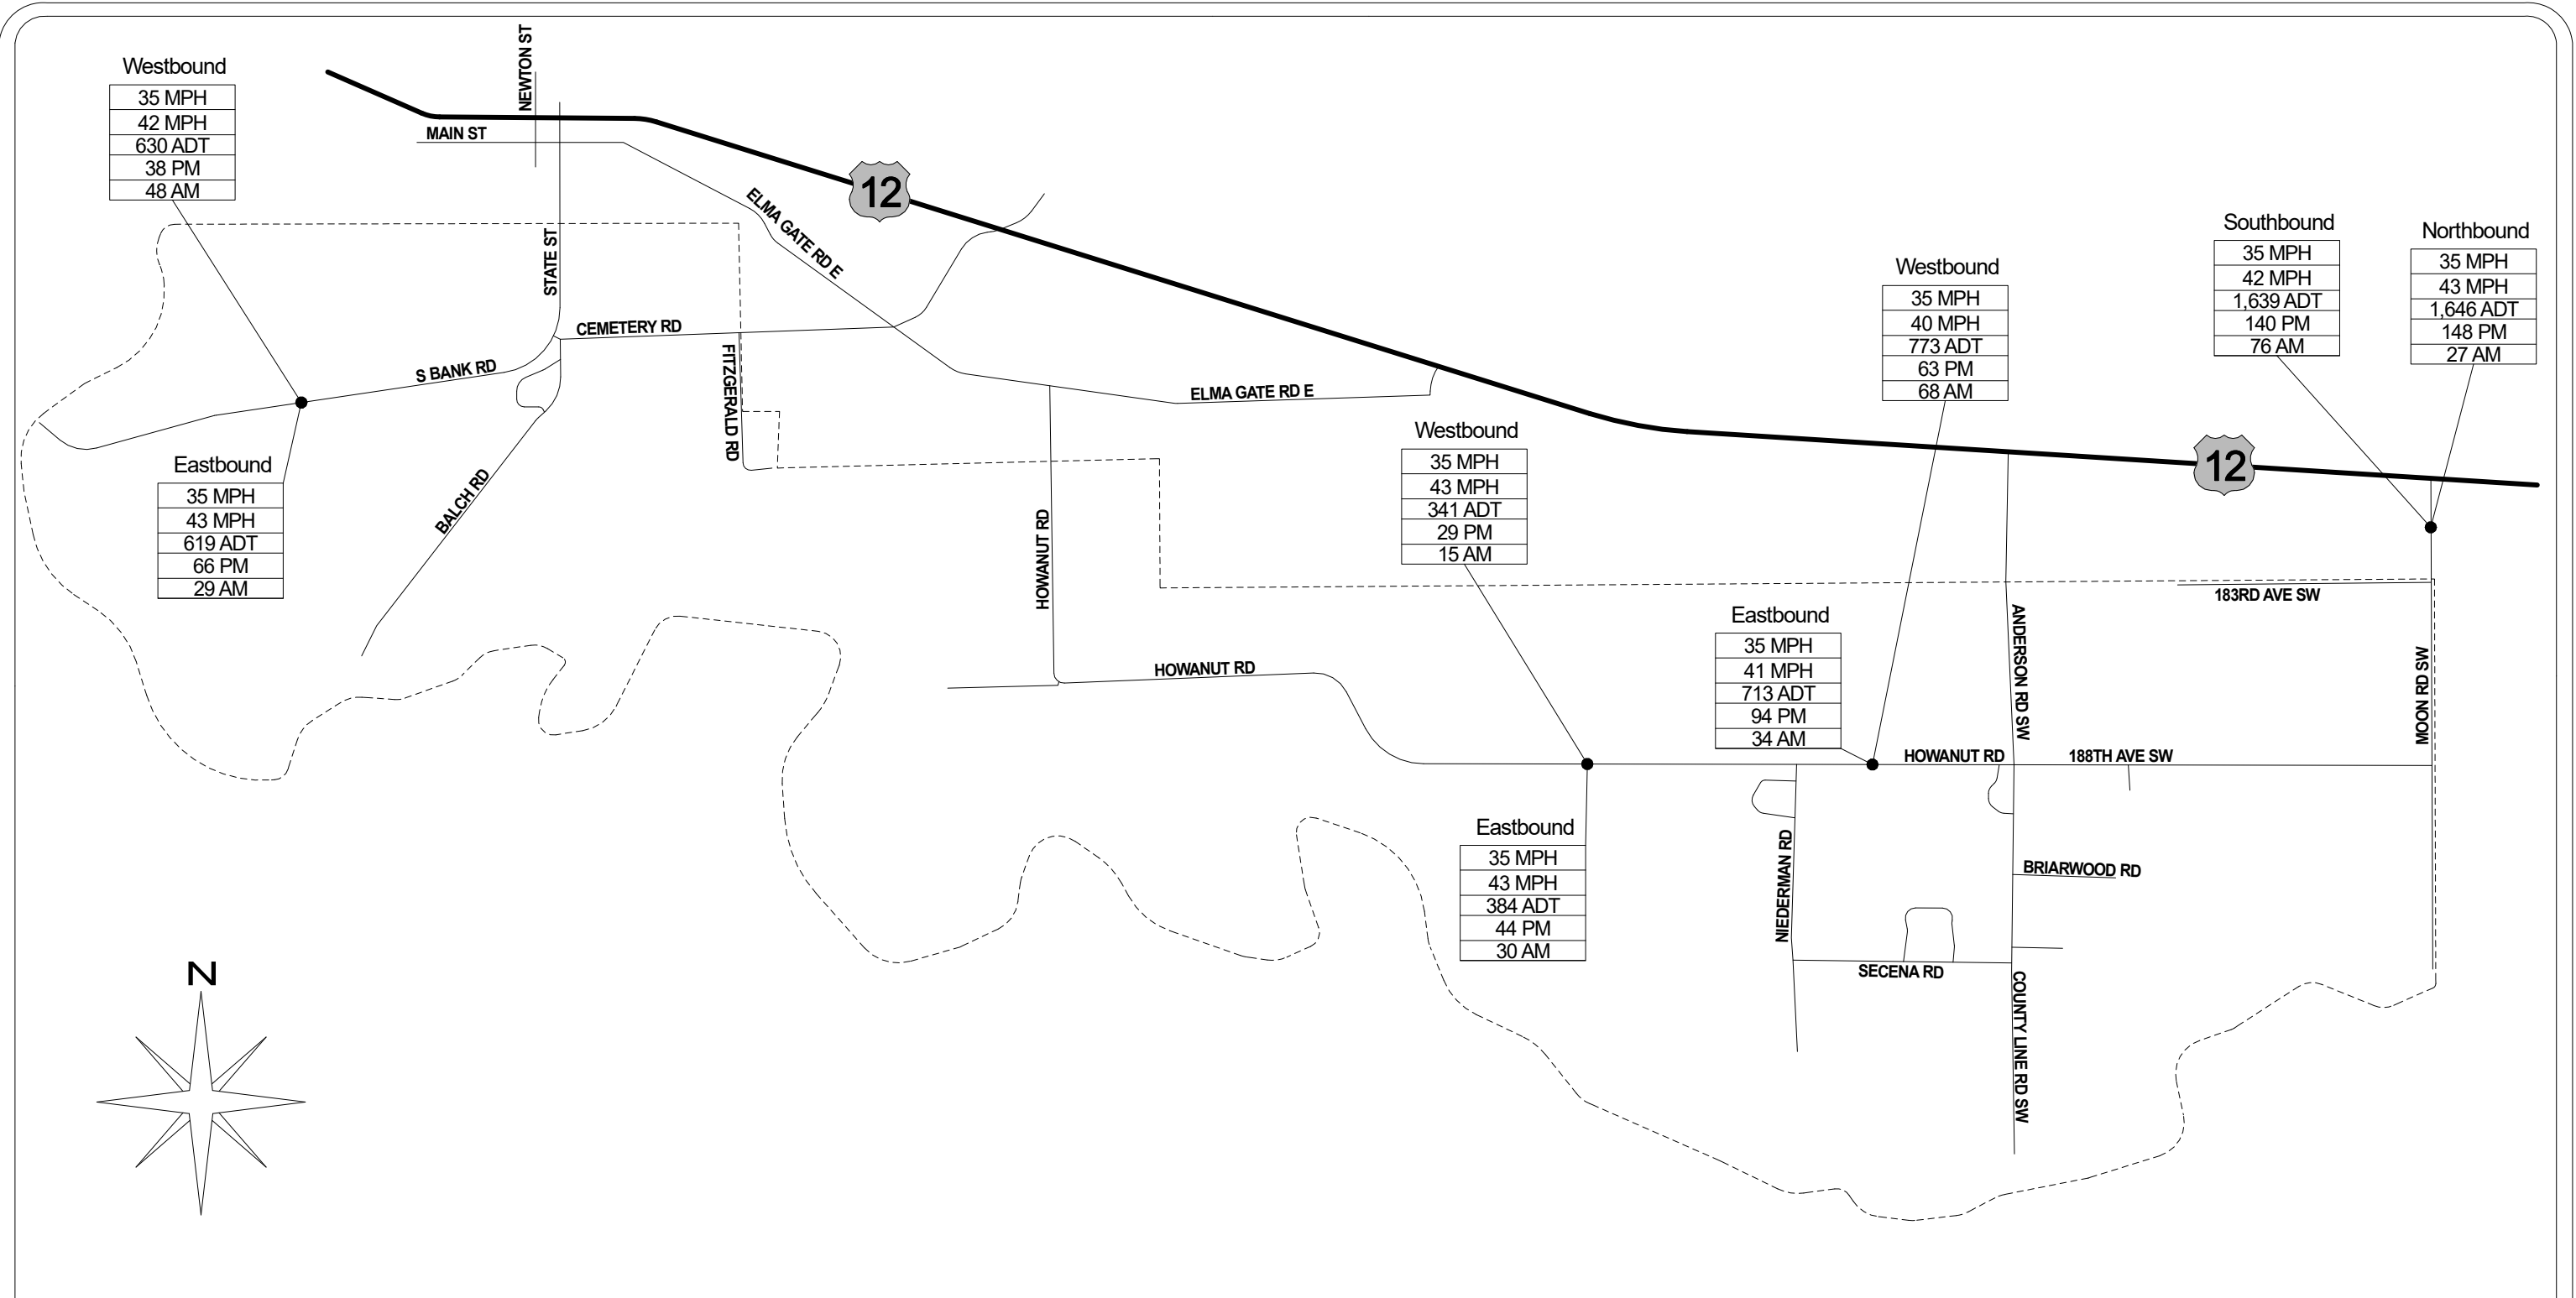 NEWTON ST
Westbound
35 MPH
42 MPH
630 ADT
38 PM
48 AM
MAIN ST
12
ELMA GATE RD E
STATE ST
CEMETERY RD
FITZGERALD RD
S BANK RD
Eastbound
35 MPH
43 MPH
619 ADT
66 PM
29 AM
BALCH RD
ELMA GATE RD E
HOWANUT RD
HOWANUT RD
Westbound
35 MPH
43 MPH
341 ADT
29 PM
15 AM
Eastbound
35 MPH
43 MPH
384 ADT
44 PM
30 AM
Westbound
35 MPH
40 MPH
773 ADT
63 PM
68 AM
Eastbound
35 MPH
41 MPH
713 ADT
94 PM
34 AM
Southbound
35 MPH
42 MPH
1,639 ADT
140 PM
76 AM
Northbound
35 MPH
43 MPH
1,646 ADT
148 PM
27 AM
12
183RD AVE SW
ANDERSON RD SW
MOON RD SW
HOWANUT RD
188TH AVE SW
NIEDERMAN RD
BRIARWOOD RD
SECENA RD
COUNTY LINE RD SW
N